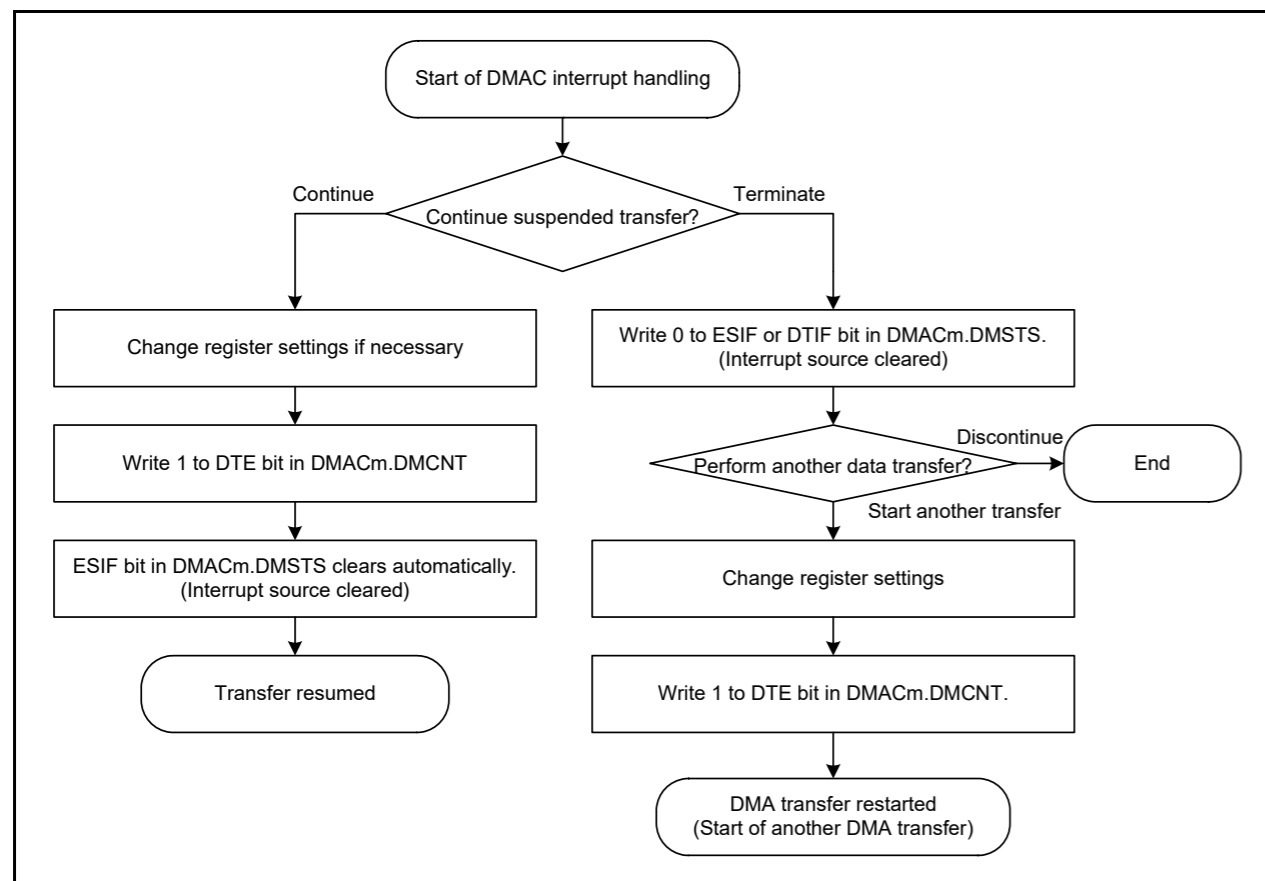 Start of DMAC interrupt handling
Continue
Terminate
Continue suspended transfer?
Change register settings if necessary
Write 1 to DTE bit in DMACm.DMCNT
ESIF bit in DMACm.DMSTS clears automatically.
(Interrupt source cleared)
Transfer resumed
Write 0 to ESIF or DTIF bit in DMACm.DMSTS.
(Interrupt source cleared)
Discontinue
Perform another data transfer?
End
Start another transfer
Change register settings
Write 1 to DTE bit in DMACm.DMCNT.
DMA transfer restarted
(Start of another DMA transfer)